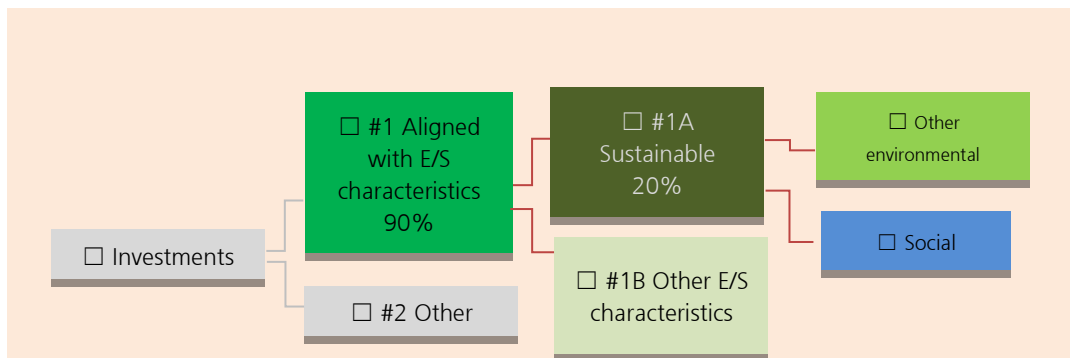 ☐ #1 Aligned
with E/S
characteristics
90%
☐ #1A
Sustainable
20%
☐ Other
environmental
☐ Social
☐ Investments
☐ #1B Other E/S
characteristics
☐ #2 Other